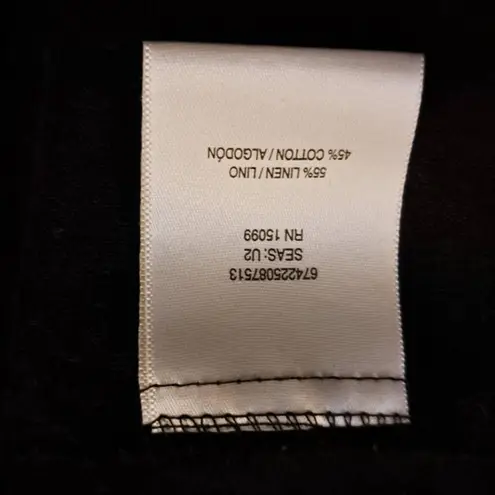 674225087513
SEAS: U2
RN 15099
55% LINEN / LINO
45% COTTON / ALGODÓN